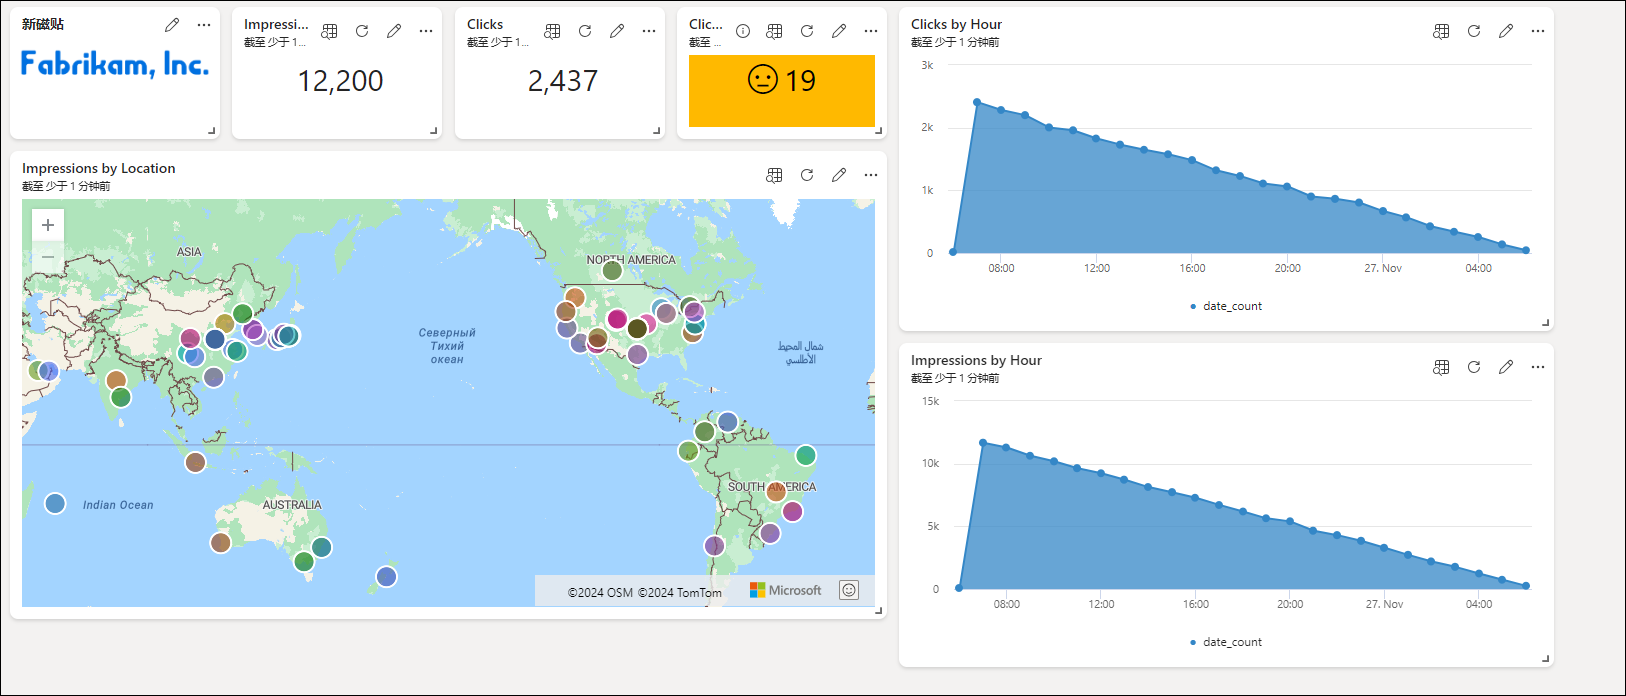 新磁贴
Fabrikam, Inc.
Impressi...
截至 少于 1...
12,200
Clicks
截至 少于 1...
2,437
Clic...
截至 ...
19
Impressions by Location
截至 少于 1 分钟前
ASIA
NORTH AMERICA
Северный
Тихий
океан
شمال المحيط
الأطلسي
Indian Ocean
AUSTRALIA
SOUTH AMERICA
©2024 OSM ©2024 TomTom
Microsoft
Clicks by Hour
截至 少于 1 分钟前
3k
2k
1k
0
08:00 12:00 16:00 20:00 27. Nov 04:00
date_count
Impressions by Hour
截至 少于 1 分钟前
15k
10k
5k
0
08:00 12:00 16:00 20:00 27. Nov 04:00
date_count